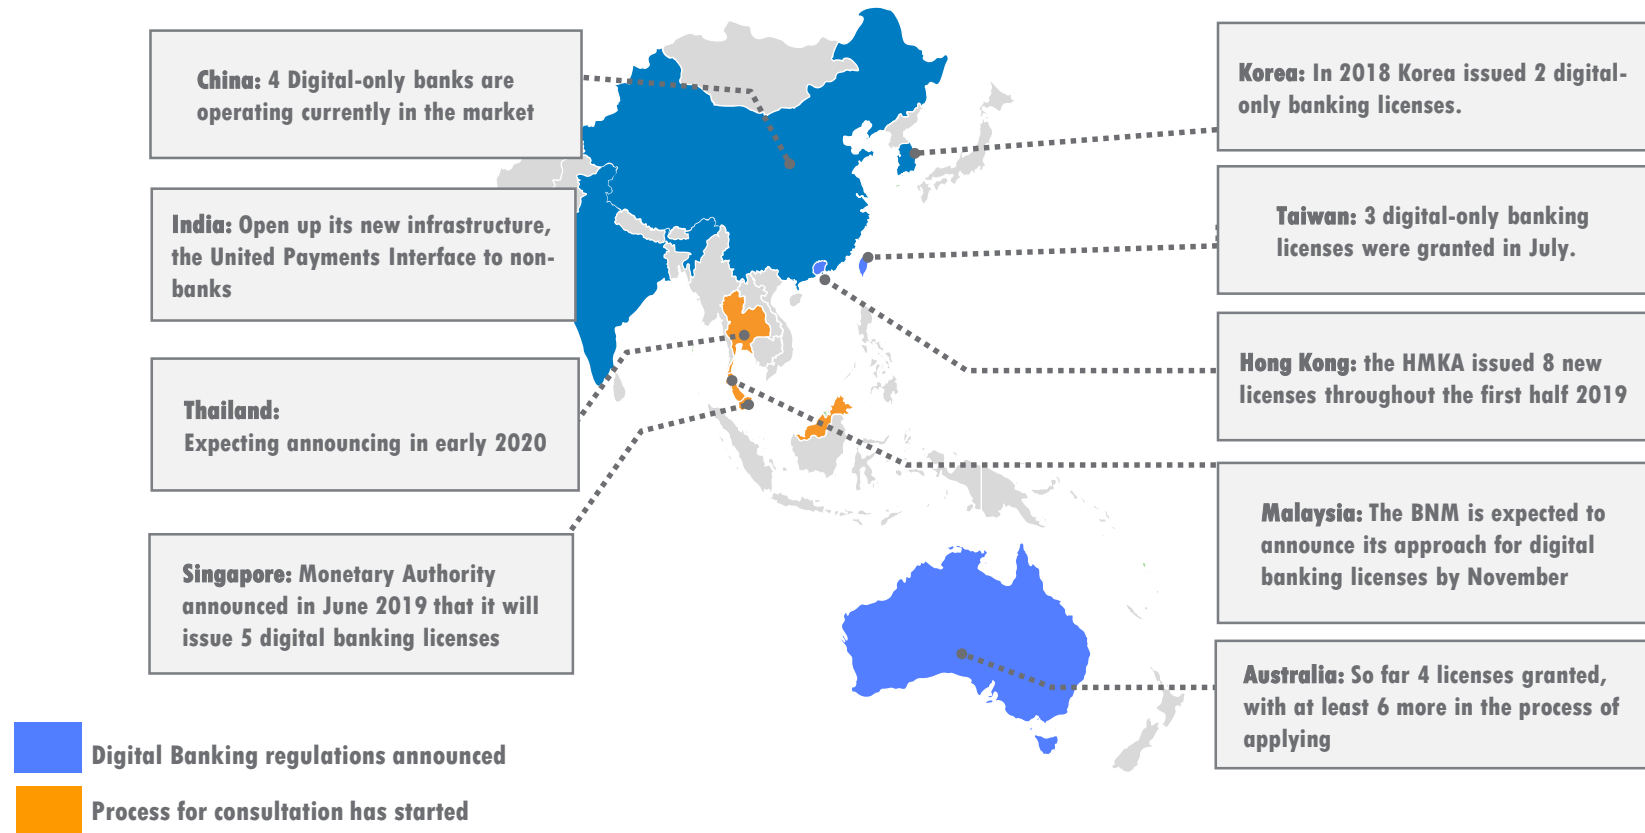 China: 4 Digital-only banks are
operating currently in the market
India: Open up its new infrastructure,
the United Payments Interface to non-
banks
Thailand:
Expecting announcing in early 2020
Singapore: Monetary Authority
announced in June 2019 that it will
issue 5 digital banking licenses
Korea: In 2018 Korea issued 2 digital-
only banking licenses.
Taiwan: 3 digital-only banking
licenses were granted in July.
Hong Kong: the HMKA issued 8 new
licenses throughout the first half 2019
Malaysia: The BNM is expected to
announce its approach for digital
banking licenses by November
Australia: So far 4 licenses granted,
with at least 6 more in the process of
applying
Digital Banking regulations announced
Process for consultation has started